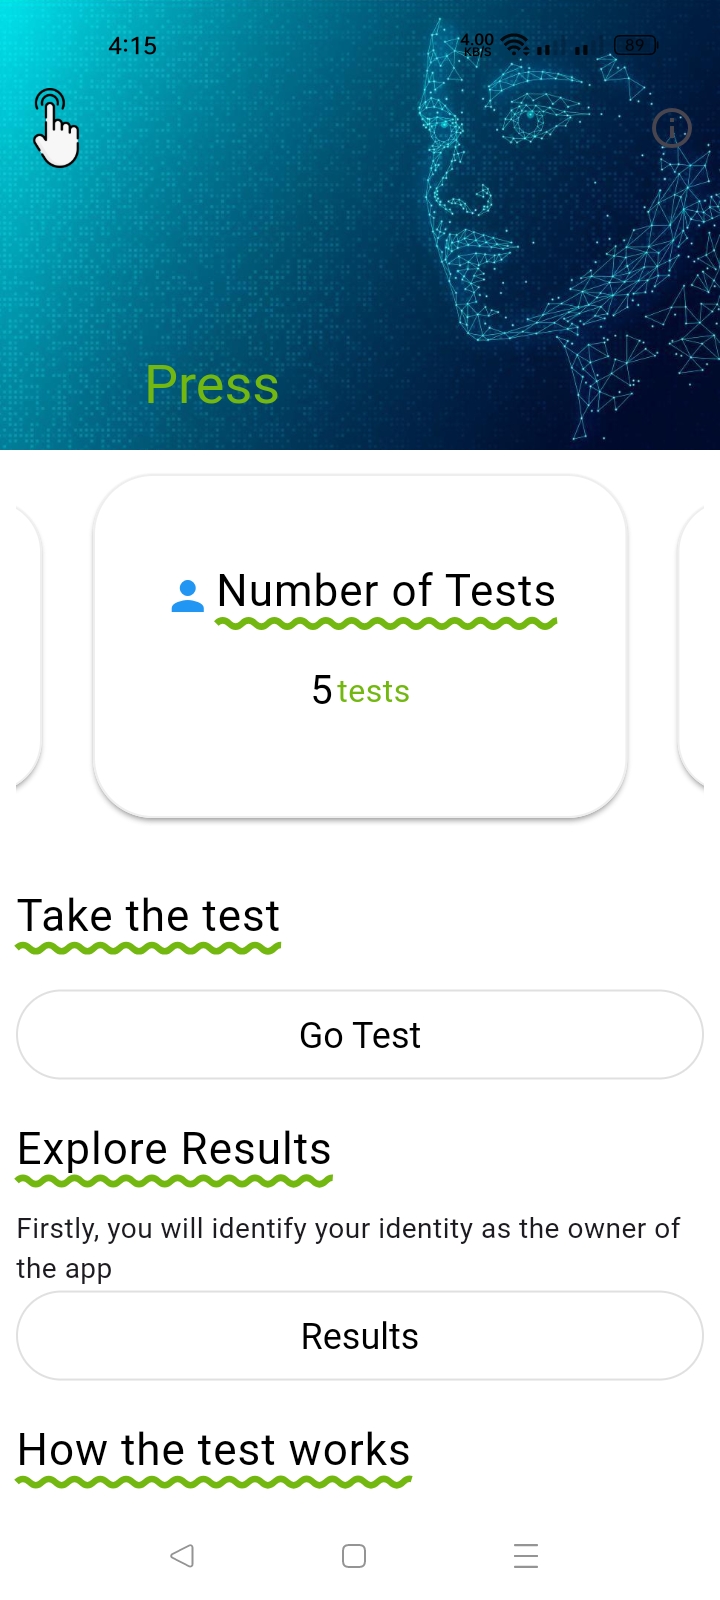 4:15
4.00
KB/S
89
Press
Number of Tests
5 tests
Take the test
Go Test
Explore Results
Firstly, you will identify your identity as the owner of
the app
Results
How the test works